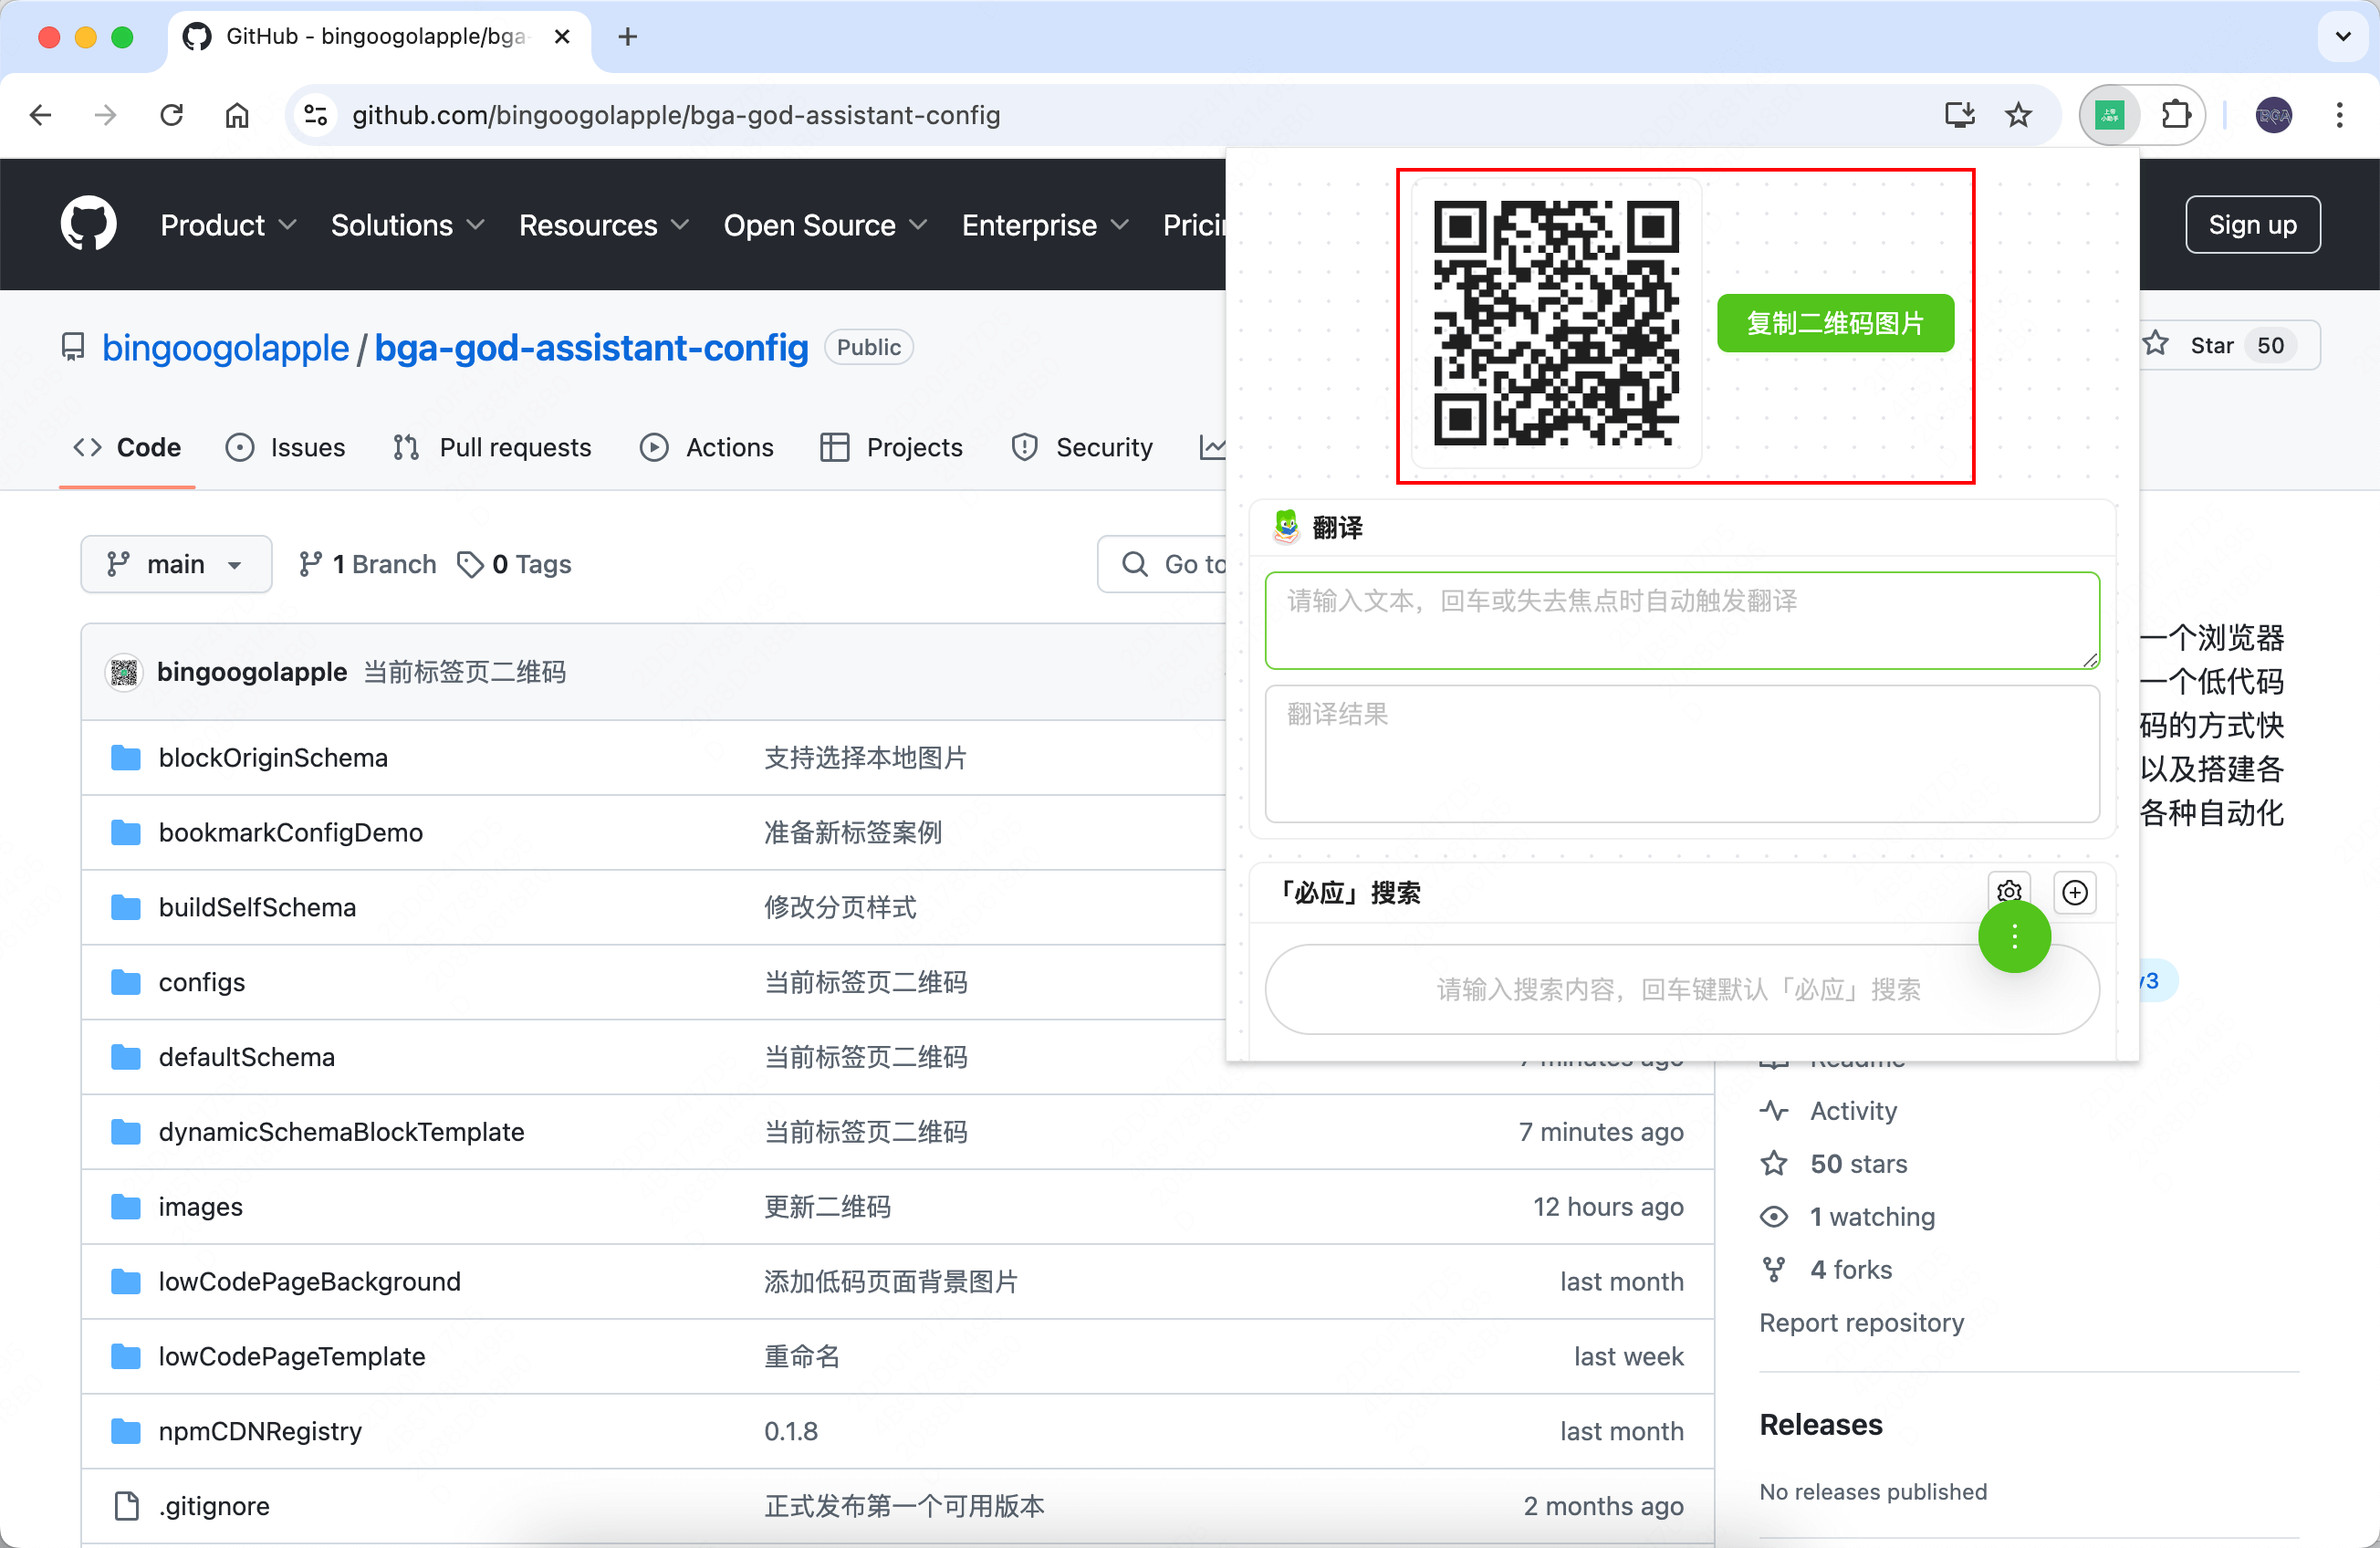 GitHub - bingoogolapple/bga-
github.com/bingoogolapple/bga-god-assistant-config
上帝
小助手
BGA
Product
Solutions
Resources
Open Source
Enterprise
Pricin
Sign up
bingoogolapple / bga-god-assistant-config
Public
Star 50
Code
Issues
Pull requests
Actions
Projects
Security
复制二维码图片
翻译
请输入文本，回车或失去焦点时自动触发翻译
翻译结果
「必应」搜索
请输入搜索内容，回车键默认「必应」搜索
main
1 Branch
0 Tags
Go to
bingoogolapple 当前标签页二维码
blockOriginSchema 支持选择本地图片
bookmarkConfigDemo 准备新标签案例
buildSelfSchema 修改分页样式
configs 当前标签页二维码
defaultSchema 当前标签页二维码 7 minutes ago
dynamicSchemaBlockTemplate 当前标签页二维码 7 minutes ago
images 更新二维码 12 hours ago
lowCodePageBackground 添加低码页面背景图片 last month
lowCodePageTemplate 重命名 last week
npmCDNRegistry 0.1.8 last month
.gitignore 正式发布第一个可用版本 2 months ago
一个浏览器
一个低代码
码的方式快
以及搭建各
各种自动化
v3
Readme
Activity
50 stars
1 watching
4 forks
Report repository
Releases
No releases published